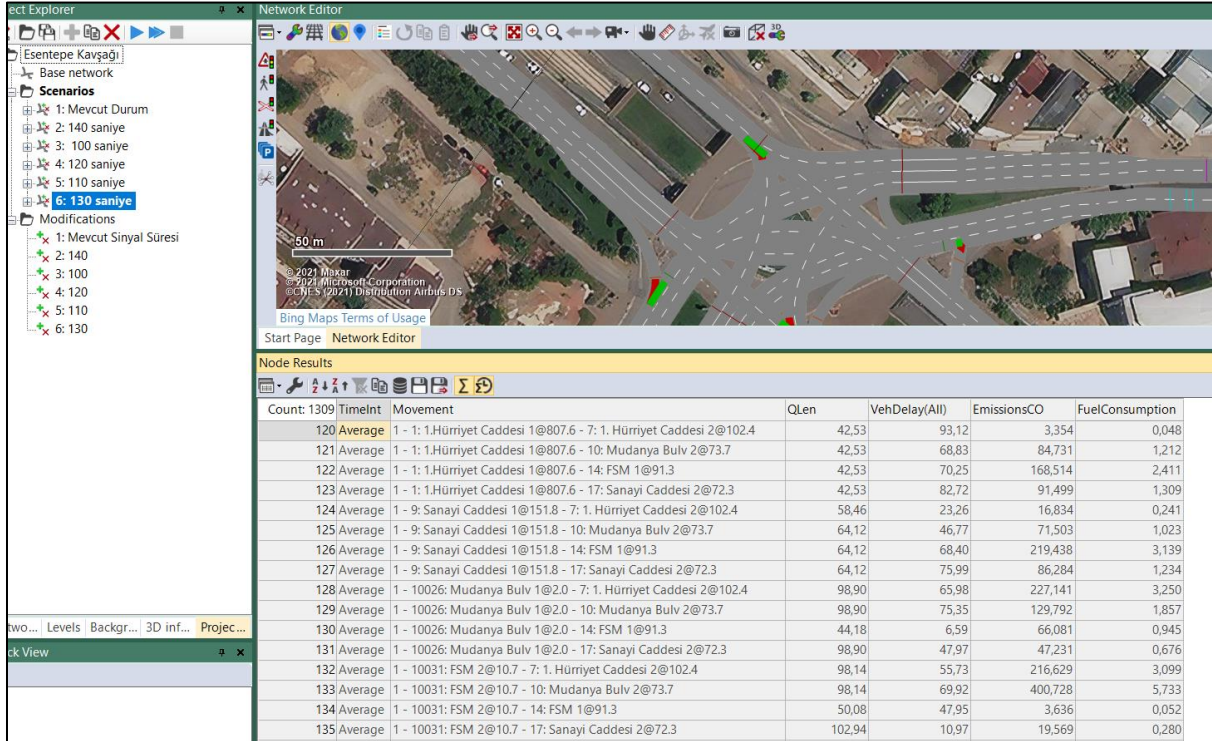 ect Explorer
Esentepe Kavşağı
Base network
Scenarios
1: Mevcut Durum
2: 140 saniye
3: 100 saniye
4: 120 saniye
5: 110 saniye
6: 130 saniye
Modifications
1: Mevcut Sinyal Süresi
2: 140
3: 100
4: 120
5: 110
6: 130
two... Levels Backgr... 3D inf... Projec...
ck View
Network Editor
3D
50 m
© 2021 Maxar
© 2021 Microsoft Corporation
©CNES (2021) Distribution Airbus DS
Bing Maps Terms of Usage
Start Page Network Editor
Node Results
Count: 1309 TimeInt Movement QLen VehDelay(All) EmissionsCO FuelConsumption
120 Average 1 - 1: 1.Hürriyet Caddesi 1@807.6 - 7: 1. Hürriyet Caddesi 2@102.4 42,53 93,12 3,354 0,048
121 Average 1 - 1: 1.Hürriyet Caddesi 1@807.6 - 10: Mudanya Bulv 2@73.7 42,53 68,83 84,731 1,212
122 Average 1 - 1: 1.Hürriyet Caddesi 1@807.6 - 14: FSM 1@91.3 42,53 70,25 168,514 2,411
123 Average 1 - 1: 1.Hürriyet Caddesi 1@807.6 - 17: Sanayi Caddesi 2@72.3 42,53 82,72 91,499 1,309
124 Average 1 - 9: Sanayi Caddesi 1@151.8 - 7: 1. Hürriyet Caddesi 2@102.4 58,46 23,26 16,834 0,241
125 Average 1 - 9: Sanayi Caddesi 1@151.8 - 10: Mudanya Bulv 2@73.7 64,12 46,77 71,503 1,023
126 Average 1 - 9: Sanayi Caddesi 1@151.8 - 14: FSM 1@91.3 64,12 68,40 219,438 3,139
127 Average 1 - 9: Sanayi Caddesi 1@151.8 - 17: Sanayi Caddesi 2@72.3 64,12 75,99 86,284 1,234
128 Average 1 - 10026: Mudanya Bulv 1@2.0 - 7: 1. Hürriyet Caddesi 2@102.4 98,90 65,98 227,141 3,250
129 Average 1 - 10026: Mudanya Bulv 1@2.0 - 10: Mudanya Bulv 2@73.7 98,90 75,35 129,792 1,857
130 Average 1 - 10026: Mudanya Bulv 1@2.0 - 14: FSM 1@91.3 44,18 6,59 66,081 0,945
131 Average 1 - 10026: Mudanya Bulv 1@2.0 - 17: Sanayi Caddesi 2@72.3 98,90 47,97 47,231 0,676
132 Average 1 - 10031: FSM 2@10.7 - 7: 1. Hürriyet Caddesi 2@102.4 98,14 55,73 216,629 3,099
133 Average 1 - 10031: FSM 2@10.7 - 10: Mudanya Bulv 2@73.7 98,14 69,92 400,728 5,733
134 Average 1 - 10031: FSM 2@10.7 - 14: FSM 1@91.3 50,08 47,95 3,636 0,052
135 Average 1 - 10031: FSM 2@10.7 - 17: Sanayi Caddesi 2@72.3 102,94 10,97 19,569 0,280